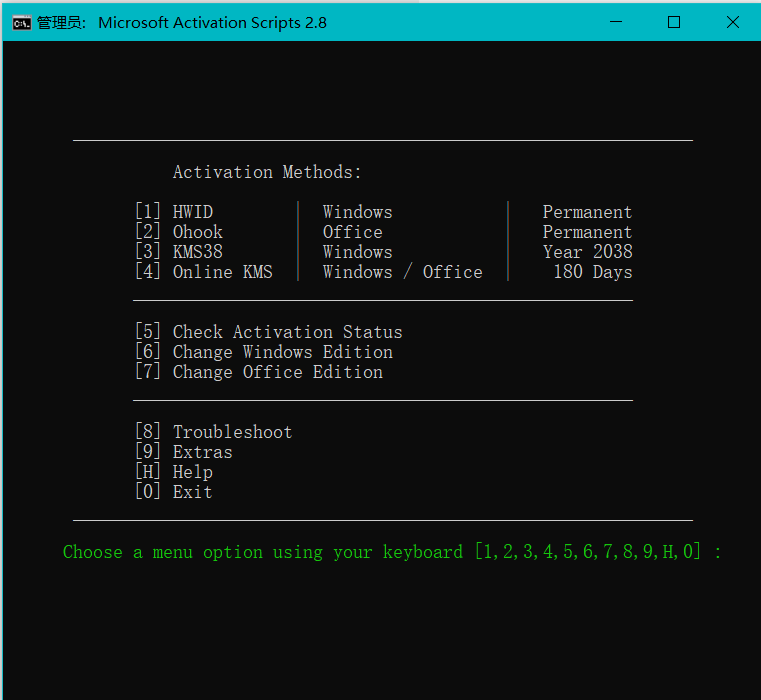 管理员: Microsoft Activation Scripts 2.8
Activation Methods:
[1] HWID | Windows | Permanent
[2] Ohook | Office | Permanent
[3] KMS38 | Windows | Year 2038
[4] Online KMS | Windows / Office | 180 Days
[5] Check Activation Status
[6] Change Windows Edition
[7] Change Office Edition
[8] Troubleshoot
[9] Extras
[H] Help
[0] Exit
Choose a menu option using your keyboard [1,2,3,4,5,6,7,8,9,H,0] :